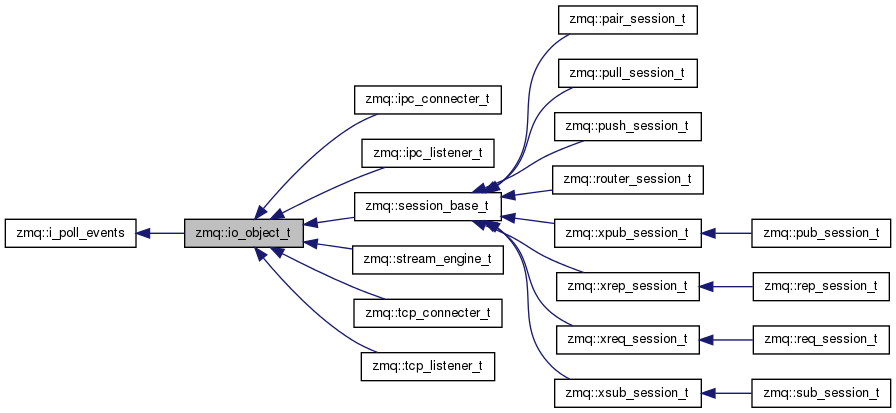 zmq::i_poll_events
zmq::io_object_t
zmq::ipc_connecter_t
zmq::ipc_listener_t
zmq::session_base_t
zmq::stream_engine_t
zmq::tcp_connecter_t
zmq::tcp_listener_t
zmq::pair_session_t
zmq::pull_session_t
zmq::push_session_t
zmq::router_session_t
zmq::xpub_session_t
zmq::xrep_session_t
zmq::xreq_session_t
zmq::xsub_session_t
zmq::pub_session_t
zmq::rep_session_t
zmq::req_session_t
zmq::sub_session_t